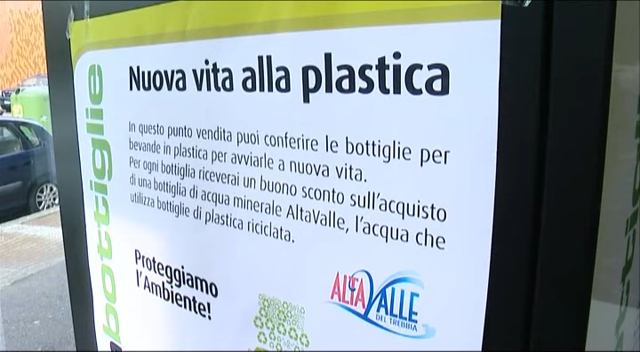 Nuova vita alla plastica
In questo punto vendita puoi conferire le bottiglie per
bevande in plastica per avviarle a nuova vita.
Per ogni bottiglia riceverai un buono sconto sull'acquisto
di una bottiglia di acqua minerale AltaValle, l'acqua che
utilizza bottiglie di plastica riciclata.
Proteggiamo
l'Ambiente!
ALTAVALLE
DEL TREBBIA
bottiglie